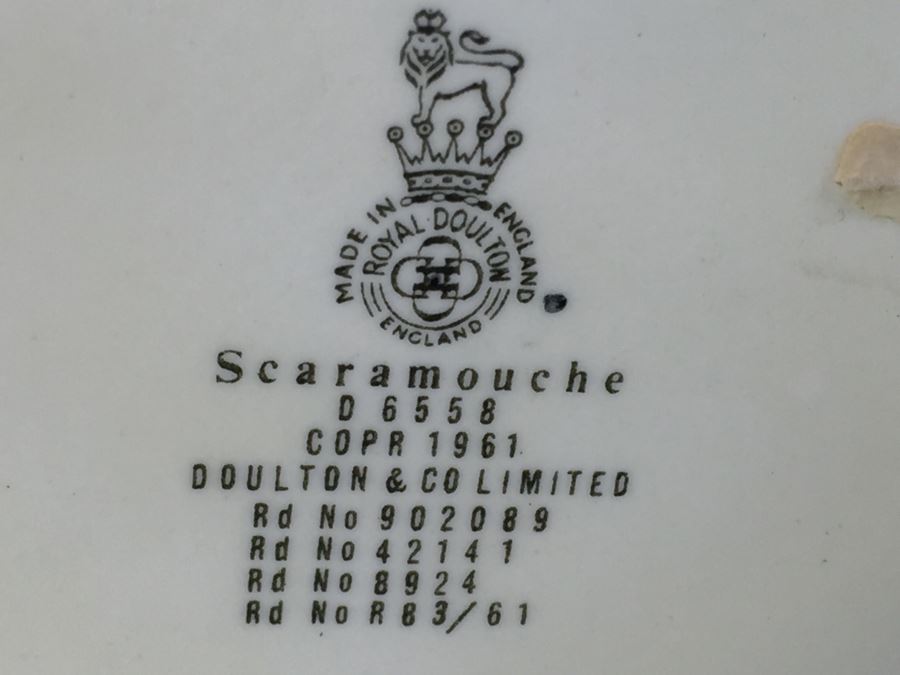 MADE IN ENGLAND
ROYAL DOULTON
ENGLAND
Scaramouche
D 6558
COPR 1961.
DOULTON & CO LIMITED
Rd No 902089
Rd No 42141
Rd No 8924
Rd No R 83/61